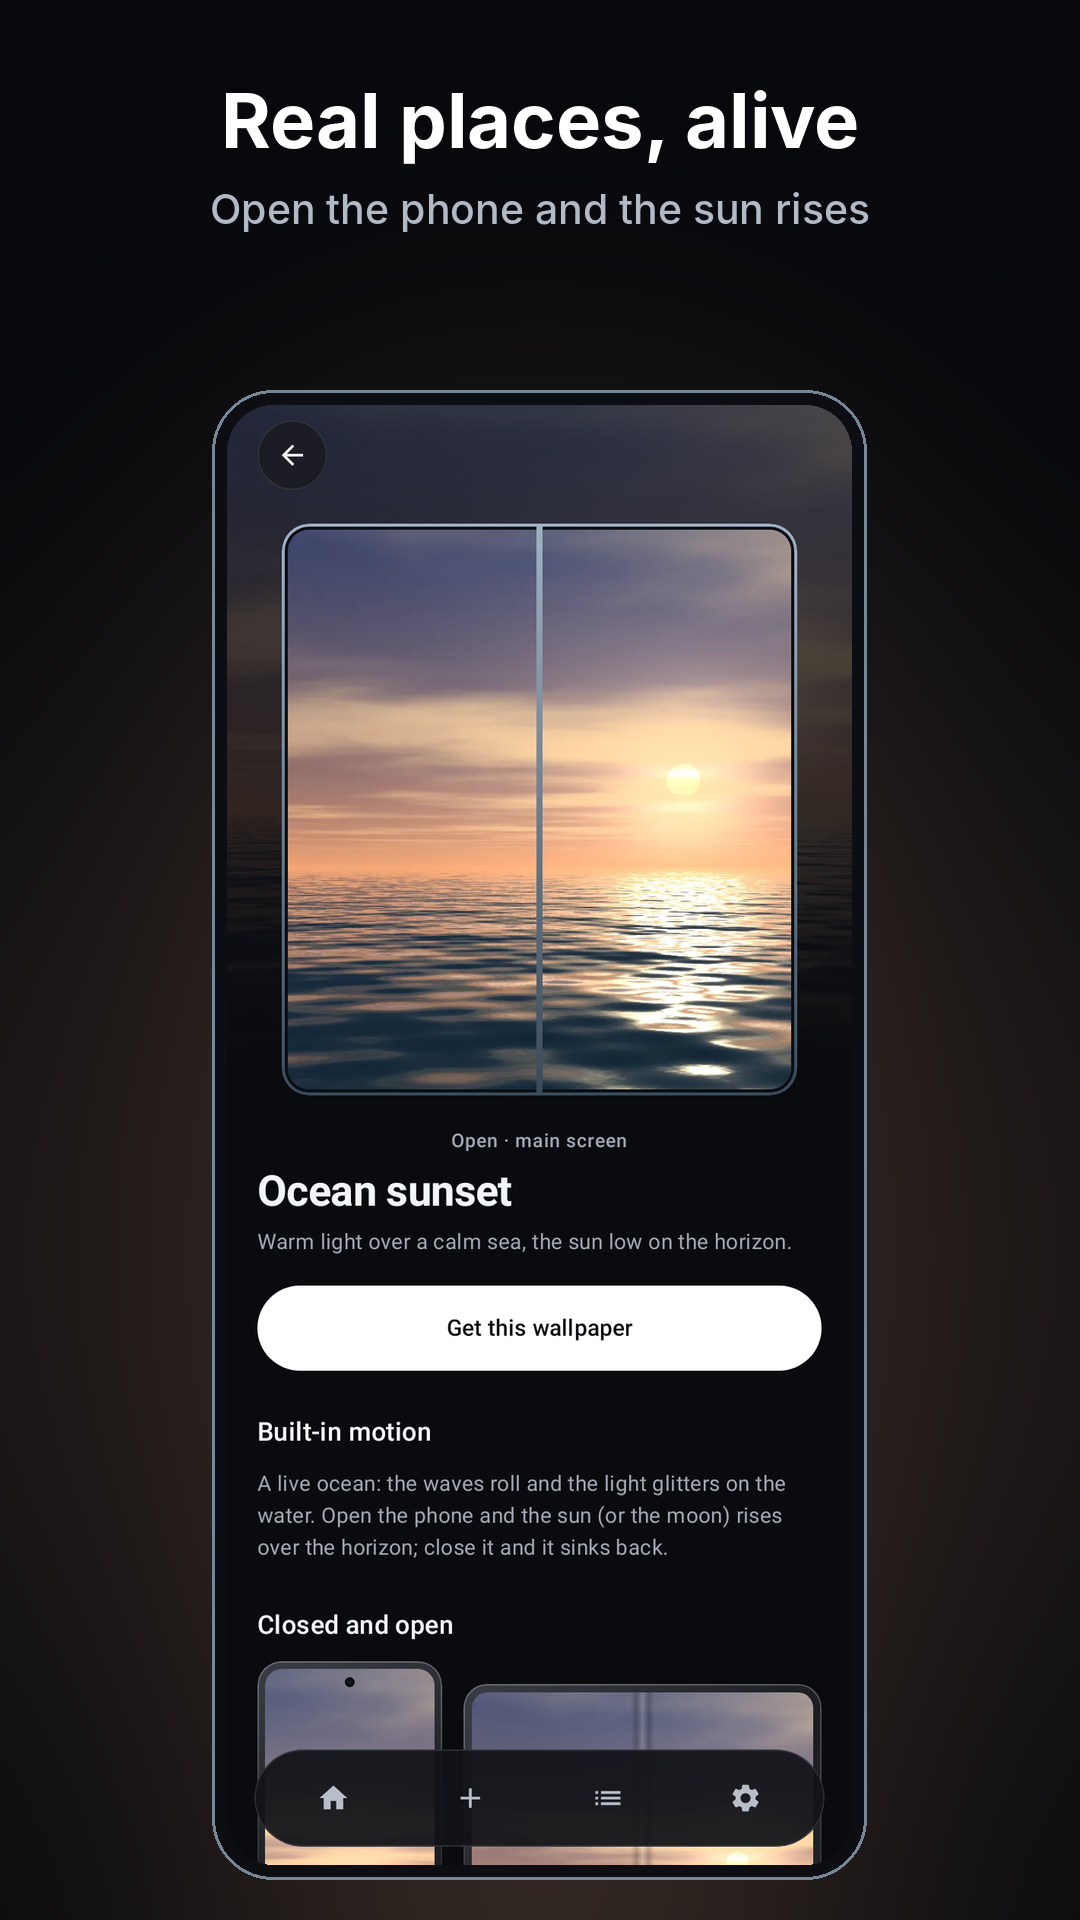 Real places, alive
Open the phone and the sun rises
Open · main screen
Ocean sunset
Warm light over a calm sea, the sun low on the horizon.
Get this wallpaper
Built-in motion
A live ocean: the waves roll and the light glitters on the
water. Open the phone and the sun (or the moon) rises
over the horizon; close it and it sinks back.
Closed and open